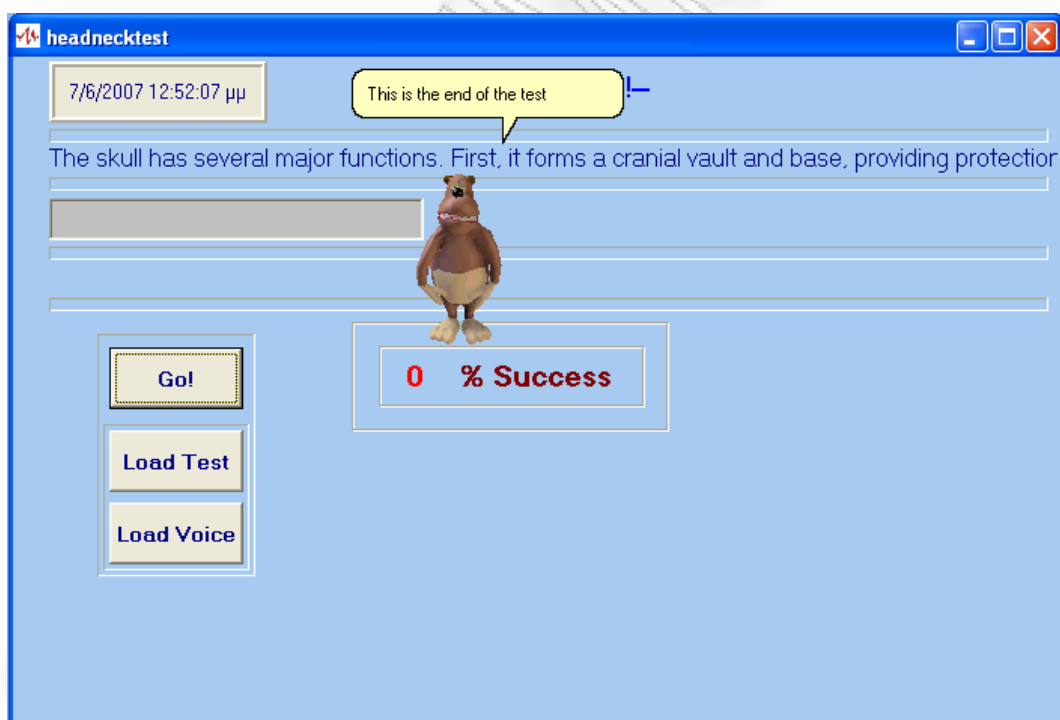 headnecktest
7/6/2007 12:52:07 μμ
This is the end of the test
!--
The skull has several major functions. First, it forms a cranial vault and base, providing protection
0 % Success
Go!
Load Test
Load Voice